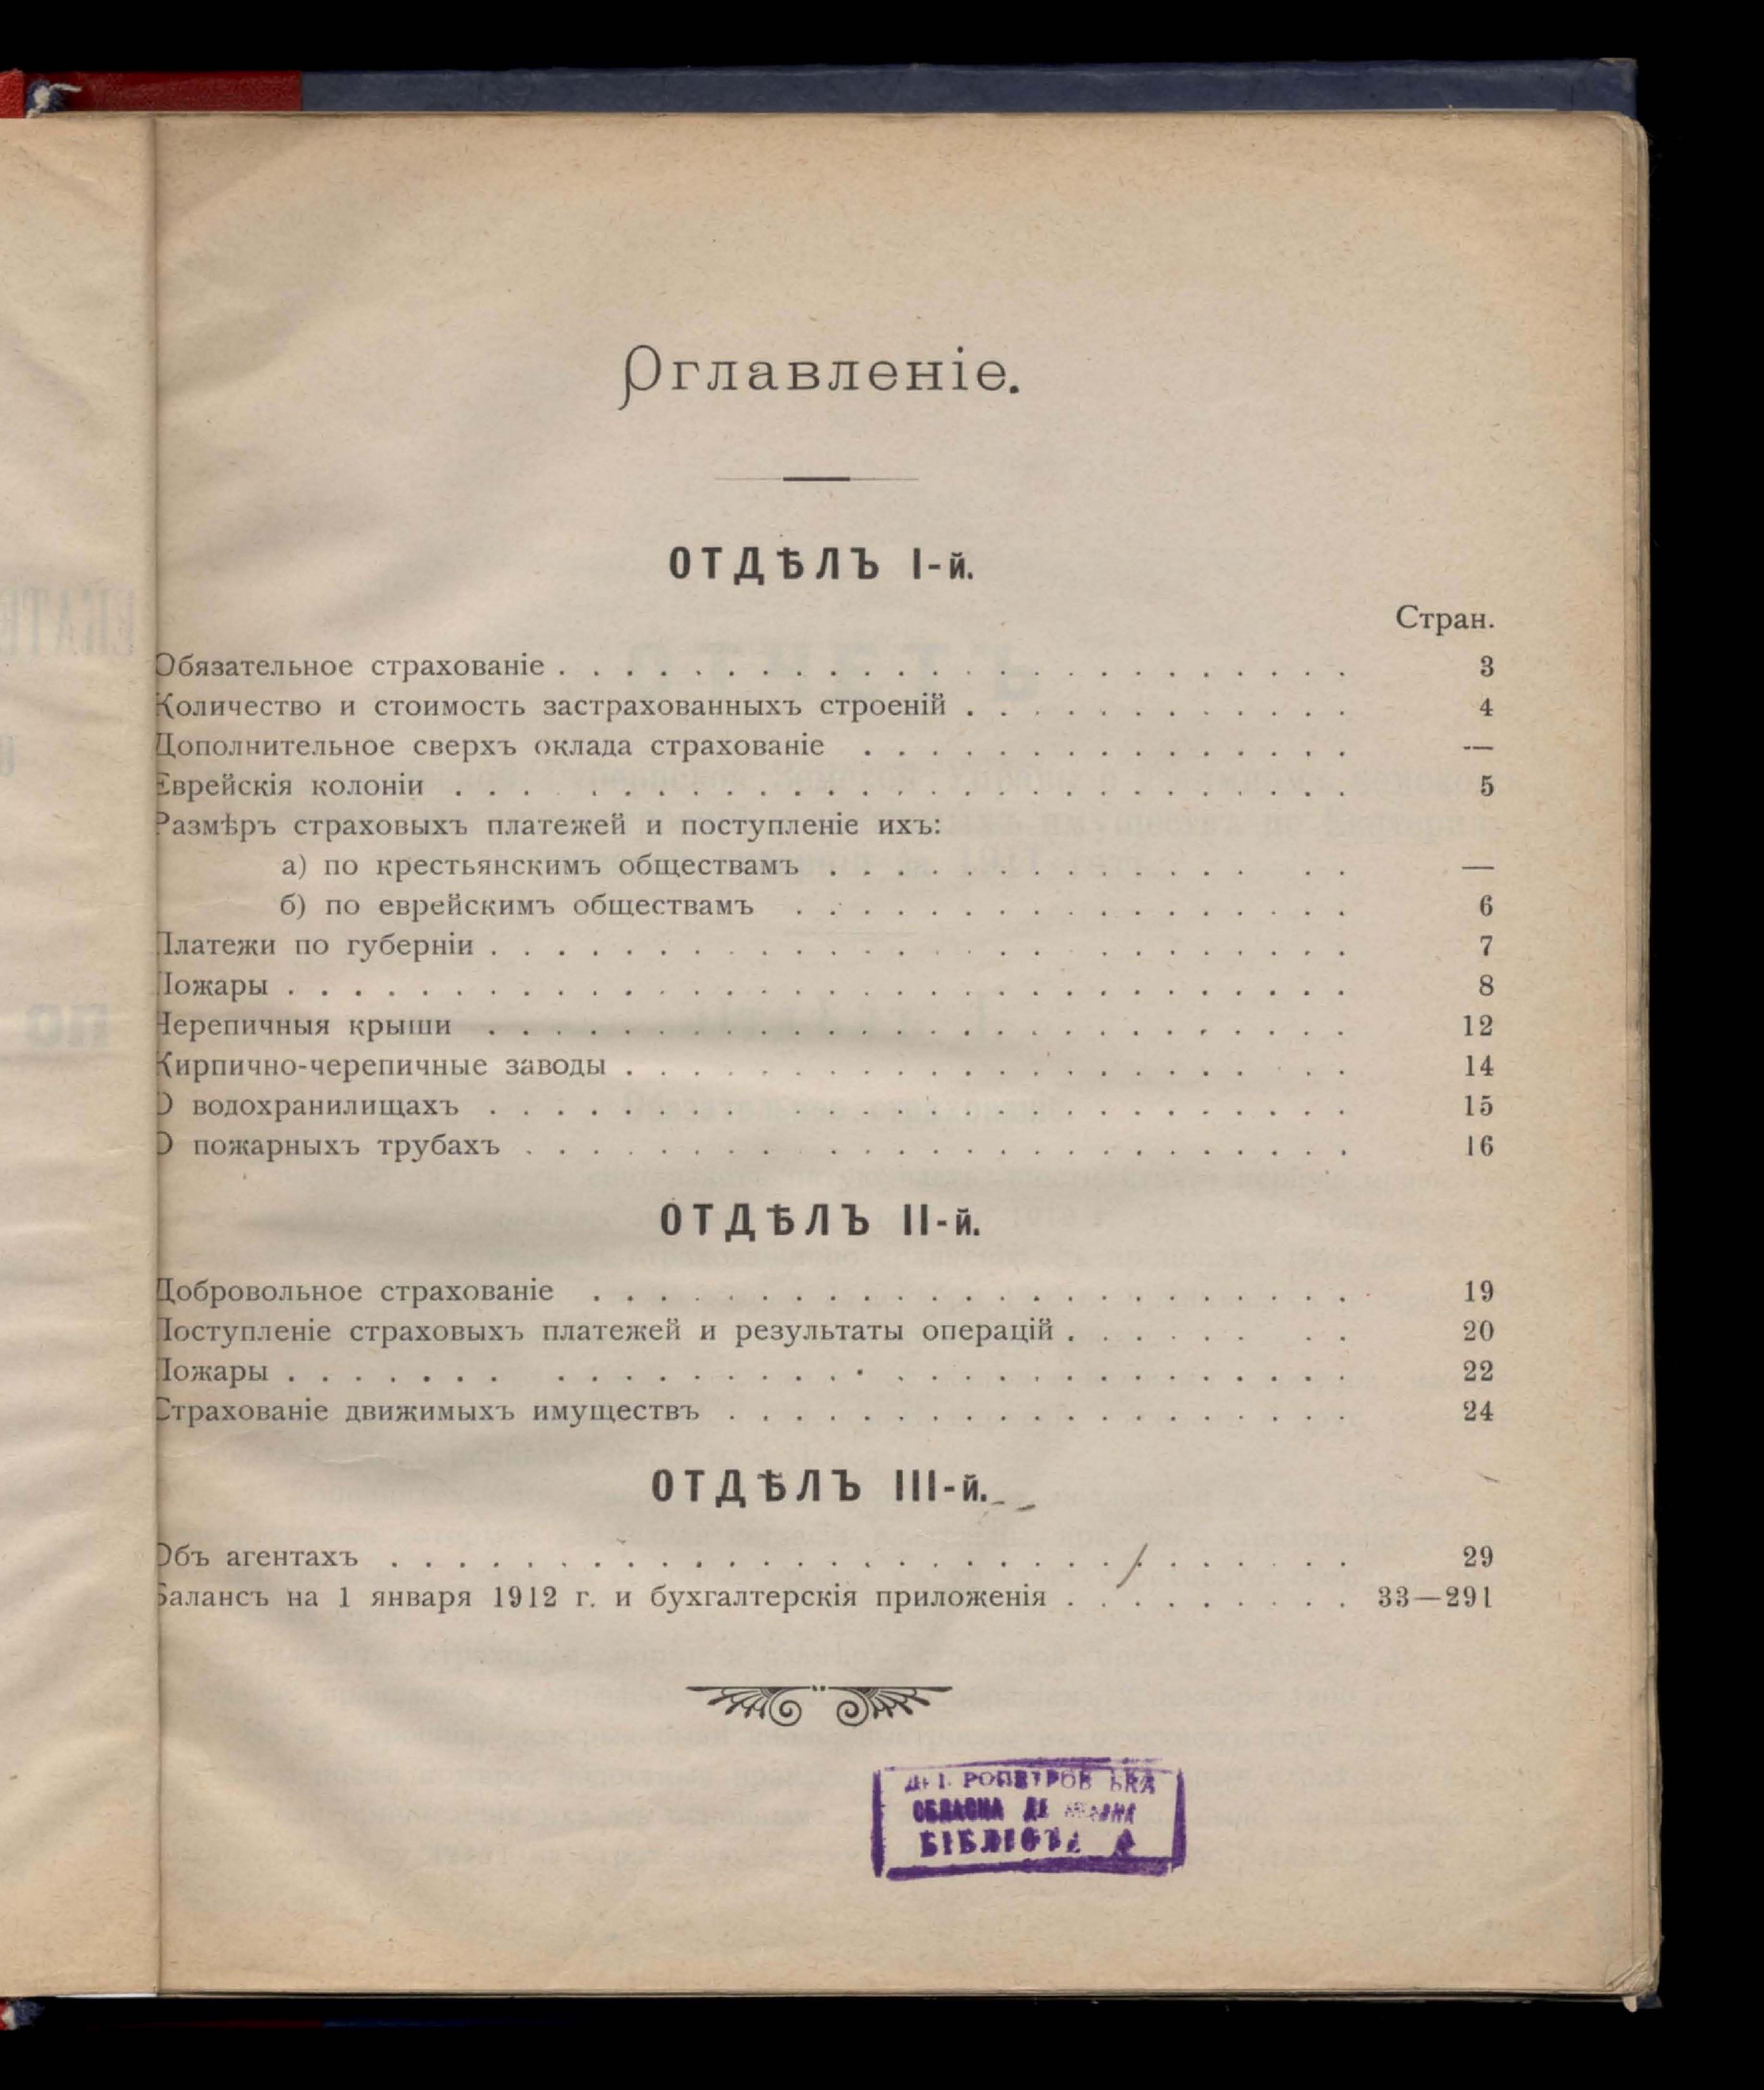 Оглавленіе.
ОТДѢЛЪ I-й.
Стран.
Обязательное страхованіе . . . . . . . . . . . . . . . . . . . . . . . . 3
Количество и стоимость застрахованныхъ строеній . . . . . . . . . . . . 4
Дополнительное сверхъ оклада страхованіе . . . . . . . . . . . . . . . —
Еврейскія колоніи . . . . . . . . . . . . . . . . . . . . . . . . . . . 5
Размѣръ страховыхъ платежей и поступленіе ихъ:
а) по крестьянскимъ обществамъ . . . . . . . . . . . . . . . —
б) по еврейскимъ обществамъ . . . . . . . . . . . . . . . . . 6
Платежи по губерніи . . . . . . . . . . . . . . . . . . . . . . . . . . 7
Пожары . . . . . . . . . . . . . . . . . . . . . . . . . . . . . . . . 8
Черепичныя крыши . . . . . . . . . . . . . . . . . . . . . . . . . . 12
Кирпично-черепичные заводы . . . . . . . . . . . . . . . . . . . . . 14
О водохранилищахъ . . . . . . . . . . . . . . . . . . . . . . . . . . 15
О пожарныхъ трубахъ . . . . . . . . . . . . . . . . . . . . . . . . . 16
ОТДѢЛЪ II-й.
Добровольное страхованіе . . . . . . . . . . . . . . . . . . . . . . . 19
Поступленіе страховыхъ платежей и результаты операцій . . . . . . . . 20
Пожары . . . . . . . . . . . . . . . . . . . . . . . . . . . . . . . 22
Страхованіе движимыхъ имуществъ . . . . . . . . . . . . . . . . . . . 24
ОТДѢЛЪ III-й.
Объ агентахъ . . . . . . . . . . . . . . . . . . . . . . . . . . . . . 29
Балансъ на 1 января 1912 г. и бухгалтерскія приложенія . . . . . . . . . 33—291
ОБЛАСНА